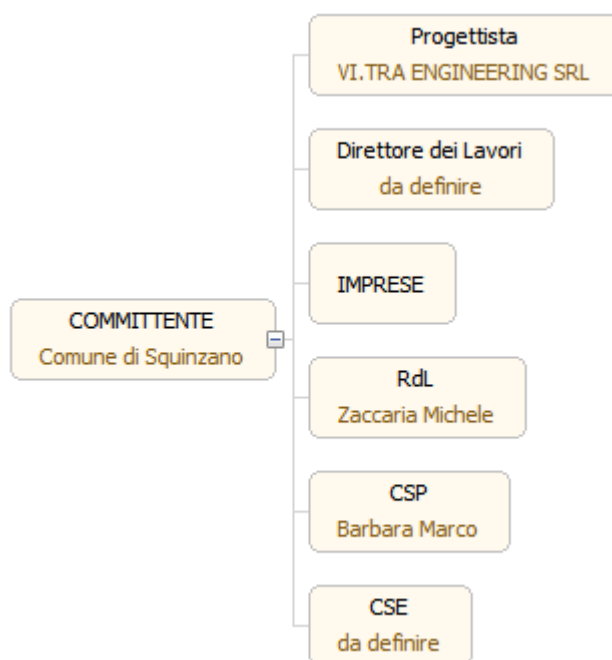 Progettista
VI.TRA ENGINEERING SRL
Direttore dei Lavori
da definire
IMPRESE
COMMITTENTE
Comune di Squinzano
RdL
Zaccaria Michele
CSP
Barbara Marco
CSE
da definire